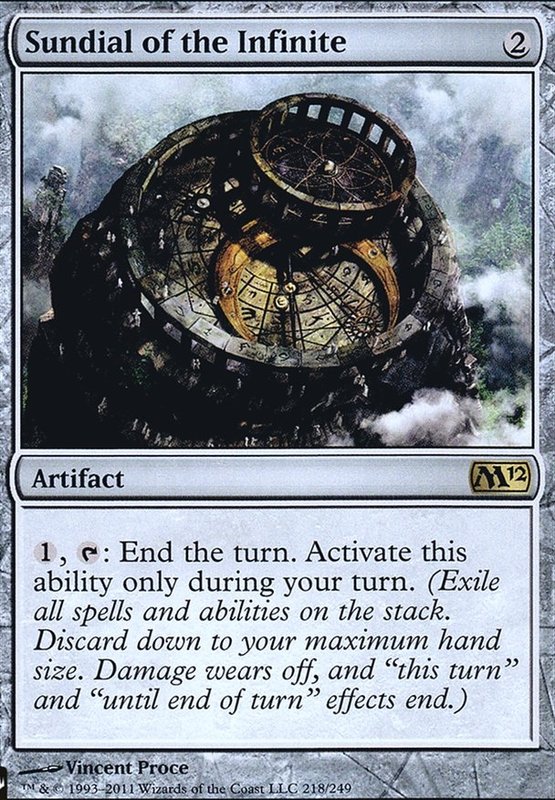 Sundial of the Infinite 2
Artifact M12
1, : End the turn. Activate this
ability only during your turn. (Exile
all spells and abilities on the stack.
Discard down to your maximum hand
size. Damage wears off, and “this turn”
and “until end of turn” effects end.)
Vincent Proce
™ & © 1993–2011 Wizards of the Coast LLC 218/249